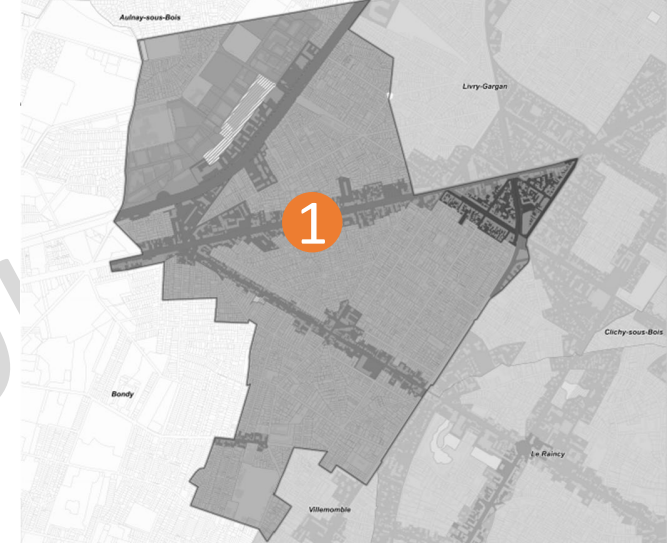 Aulnay-sous-Bois
Livry-Gargan
1
Clichy-sous-Bois
Bondy
Le Raincy
Villemomble